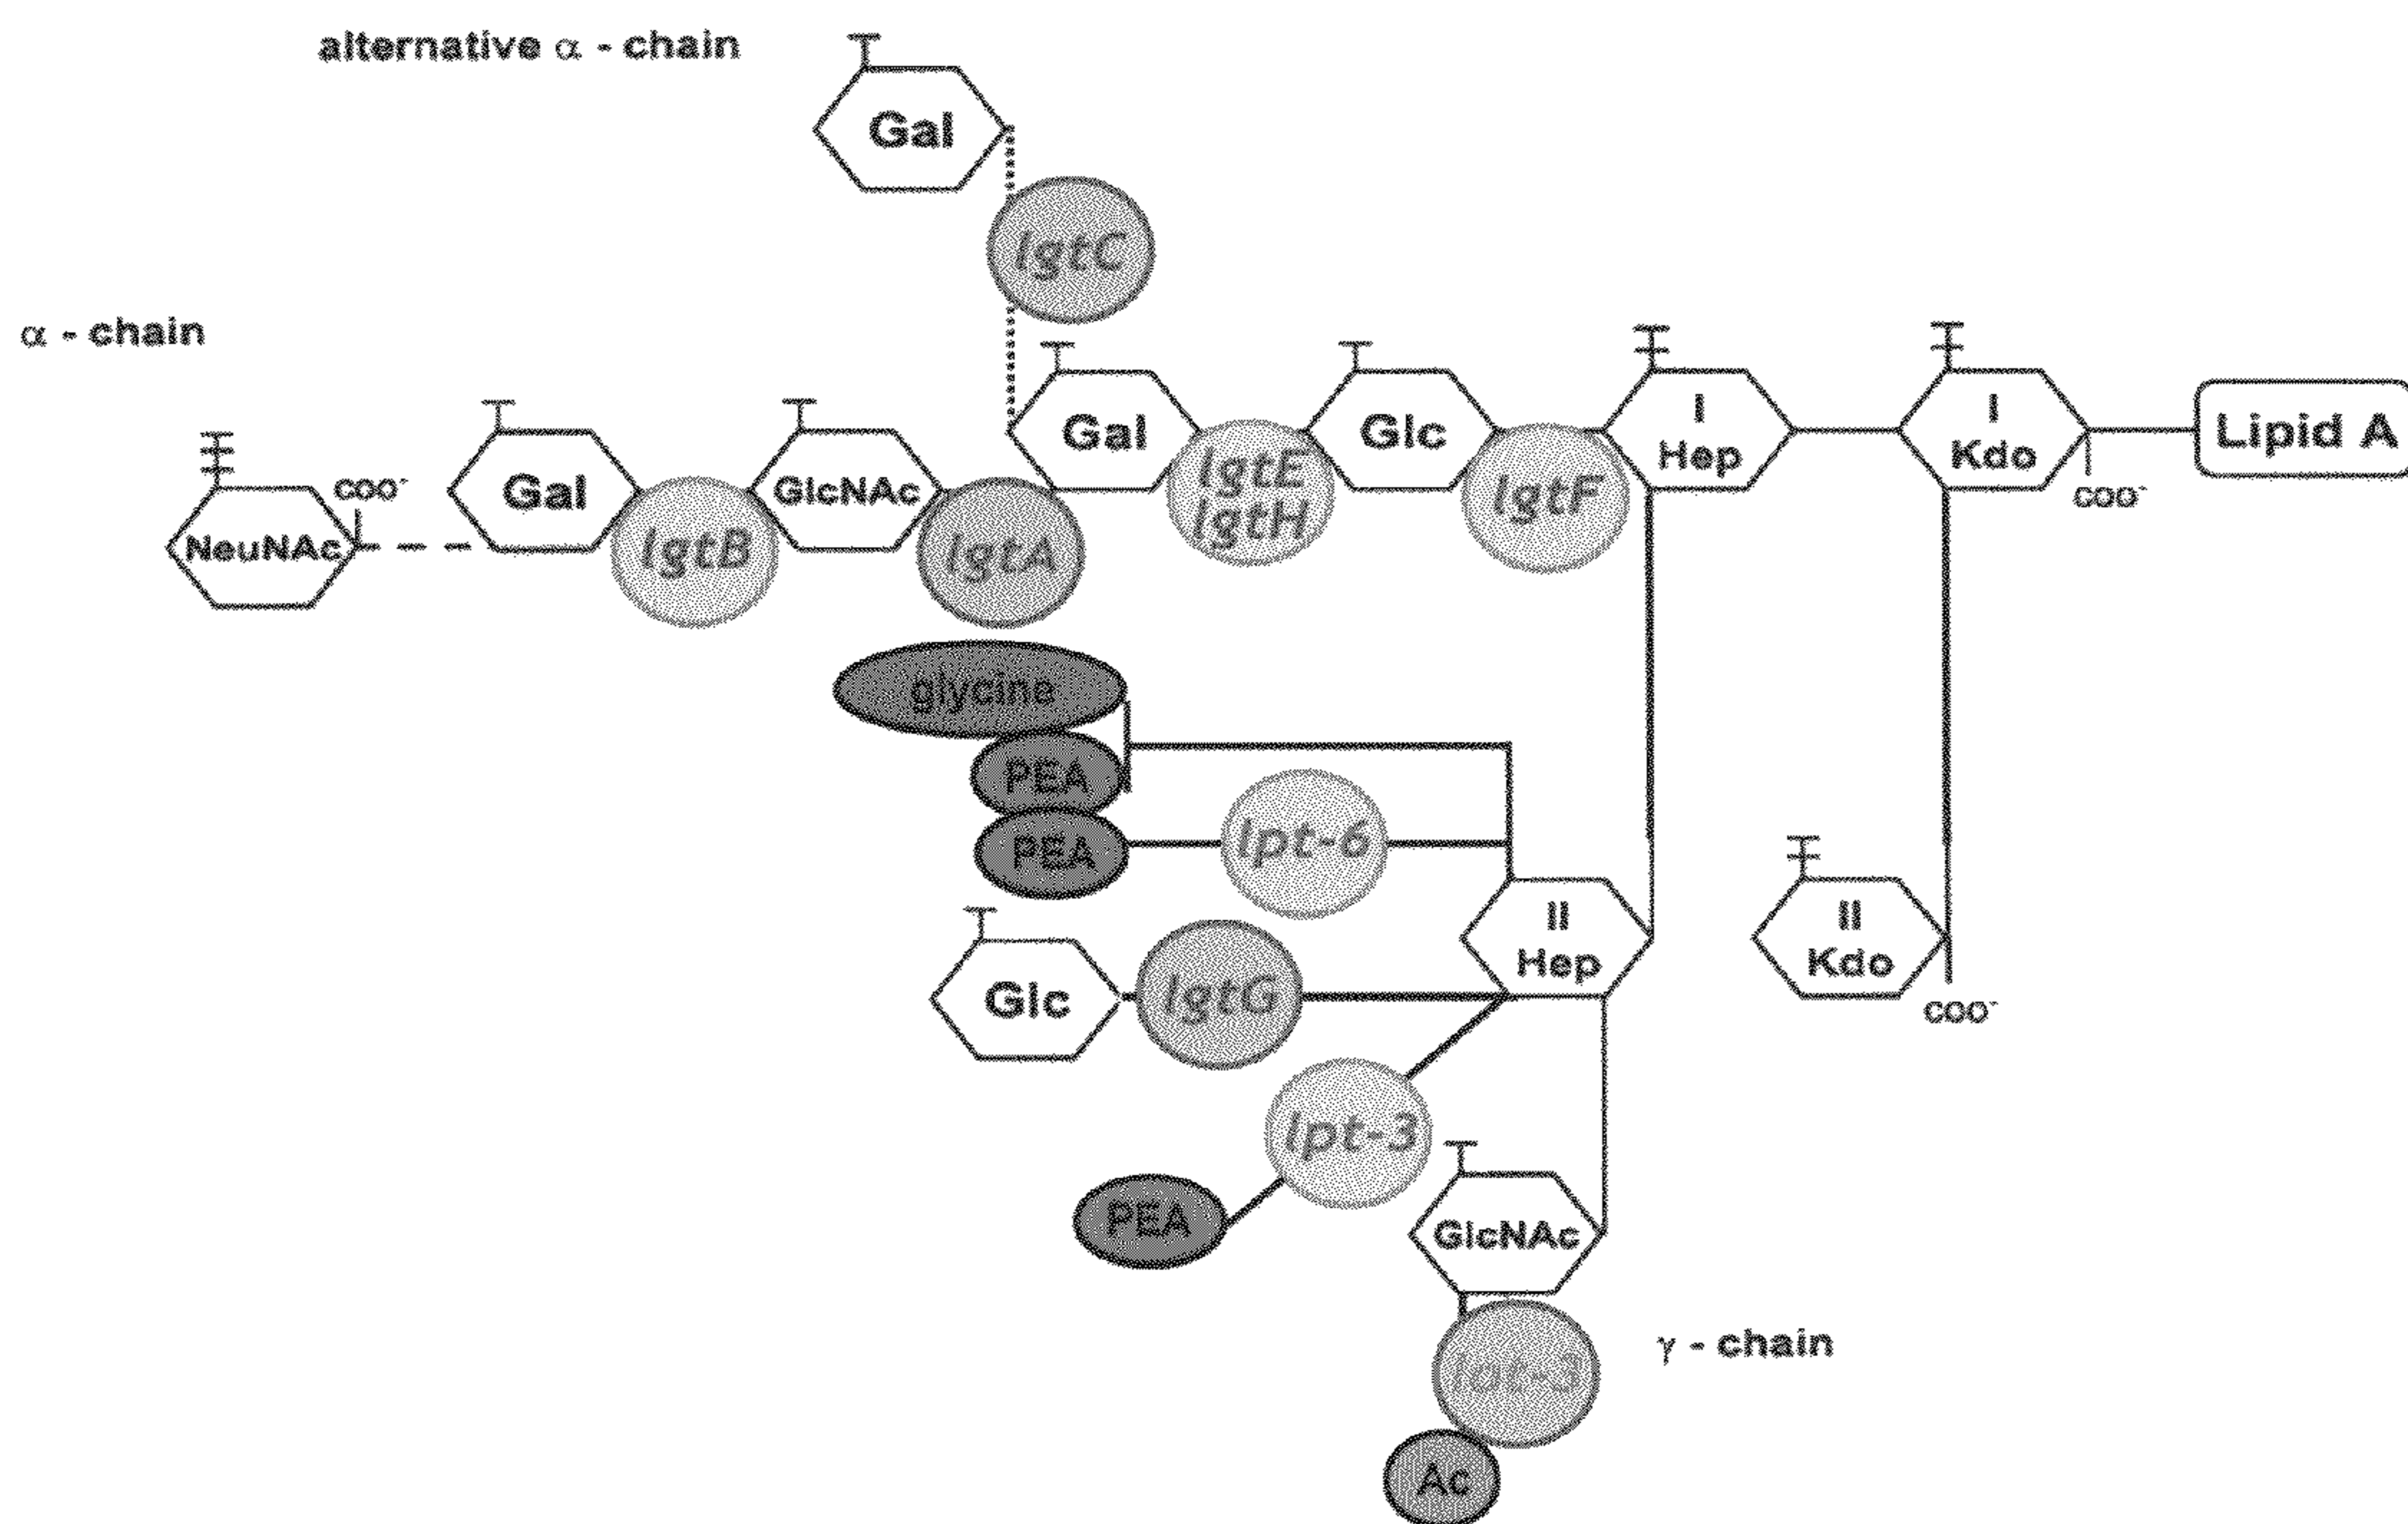 alternative α - chain
Gal
lgtC
α - chain
NeuNAc
COO⁻
Gal
lgtB
GlcNAc
lgtA
Gal
lgtE
lgtH
Glc
lgtF
I
Hep
I
Kdo
COO⁻
Lipid A
glycine
PEA
PEA
lpt-6
II
Hep
II
Kdo
COO⁻
Glc
lgtG
lpt-3
PEA
GlcNAc
γ - chain
Ac